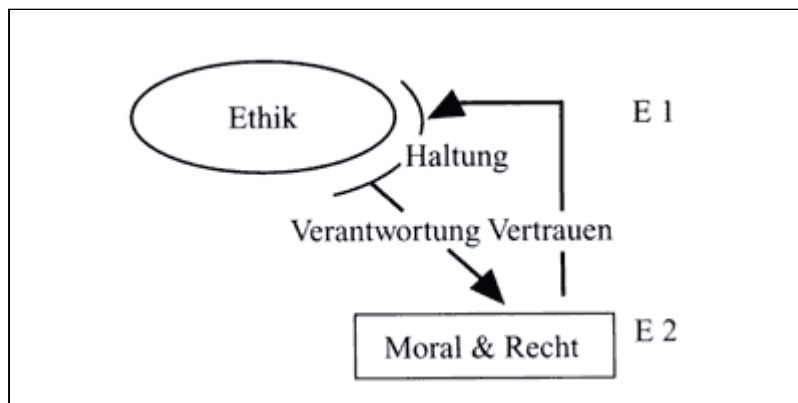 Ethik
E 1
Haltung
Verantwortung Vertrauen
E 2
Moral & Recht